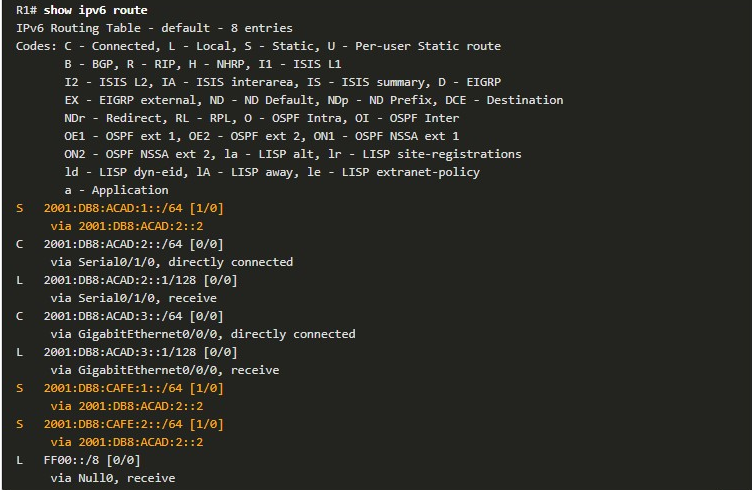 R1# show ipv6 route
IPv6 Routing Table - default - 8 entries
Codes: C - Connected, L - Local, S - Static, U - Per-user Static route
B - BGP, R - RIP, H - NHRP, I1 - ISIS L1
I2 - ISIS L2, IA - ISIS interarea, IS - ISIS summary, D - EIGRP
EX - EIGRP external, ND - ND Default, NDp - ND Prefix, DCE - Destination
NDr - Redirect, RL - RPL, O - OSPF Intra, OI - OSPF Inter
OE1 - OSPF ext 1, OE2 - OSPF ext 2, ON1 - OSPF NSSA ext 1
ON2 - OSPF NSSA ext 2, la - LISP alt, lr - LISP site-registrations
ld - LISP dyn-eid, lA - LISP away, le - LISP extranet-policy
a - Application
S 2001:DB8:ACAD:1::/64 [1/0]
via 2001:DB8:ACAD:2::2
C 2001:DB8:ACAD:2::/64 [0/0]
via Serial0/1/0, directly connected
L 2001:DB8:ACAD:2::1/128 [0/0]
via Serial0/1/0, receive
C 2001:DB8:ACAD:3::/64 [0/0]
via GigabitEthernet0/0/0, directly connected
L 2001:DB8:ACAD:3::1/128 [0/0]
via GigabitEthernet0/0/0, receive
S 2001:DB8:CAFE:1::/64 [1/0]
via 2001:DB8:ACAD:2::2
S 2001:DB8:CAFE:2::/64 [1/0]
via 2001:DB8:ACAD:2::2
L FF00::/8 [0/0]
via Null0, receive